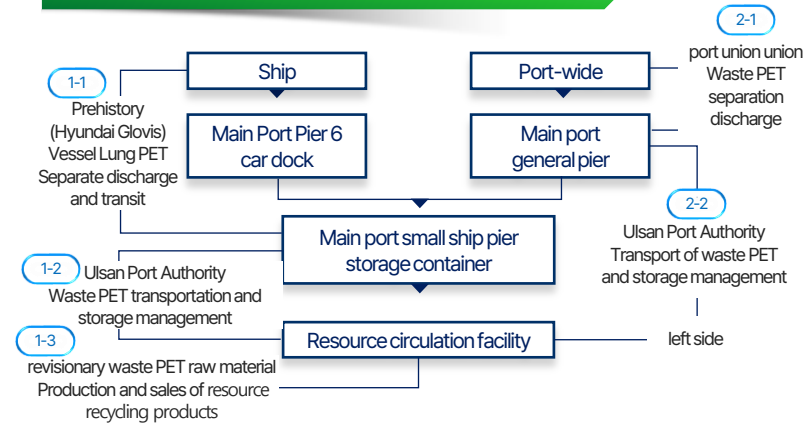 2-1
port union union
Waste PET
separation
discharge
Ship
Port-wide
1-1
Prehistory
(Hyundai Glovis)
Vessel Lung PET
Separate discharge
and transit
Main Port Pier 6
car dock
Main port
general pier
2-2
Ulsan Port Authority
Transport of waste PET
and storage management
Main port small ship pier
storage container
1-2
Ulsan Port Authority
Waste PET transportation and
storage management
Resource circulation facility
left side
1-3
revisionary waste PET raw material
Production and sales of resource
recycling products